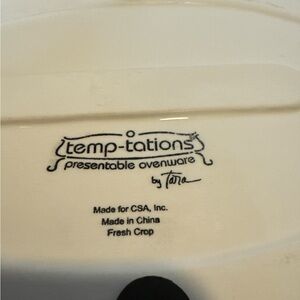 temp-tations
presentable ovenware
by Tara
Made for CSA, Inc.
Made in China
Fresh Crop